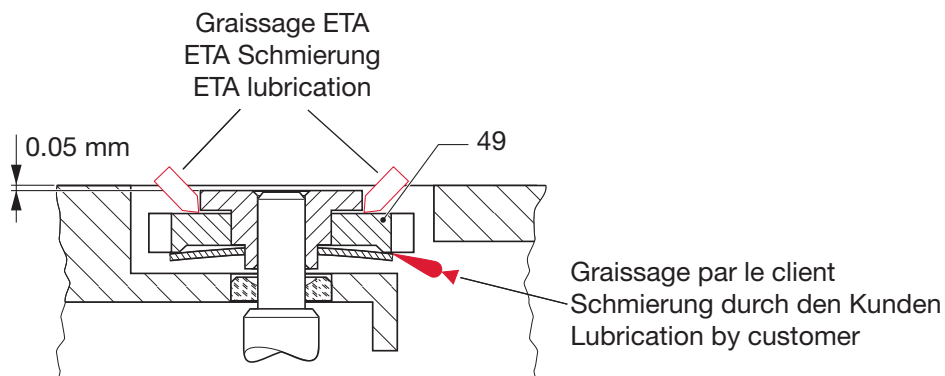 Graissage ETA
ETA Schmierung
ETA lubrication
0.05 mm
49
Graissage par le client
Schmierung durch den Kunden
Lubrication by customer